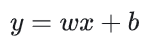 y = wx + b